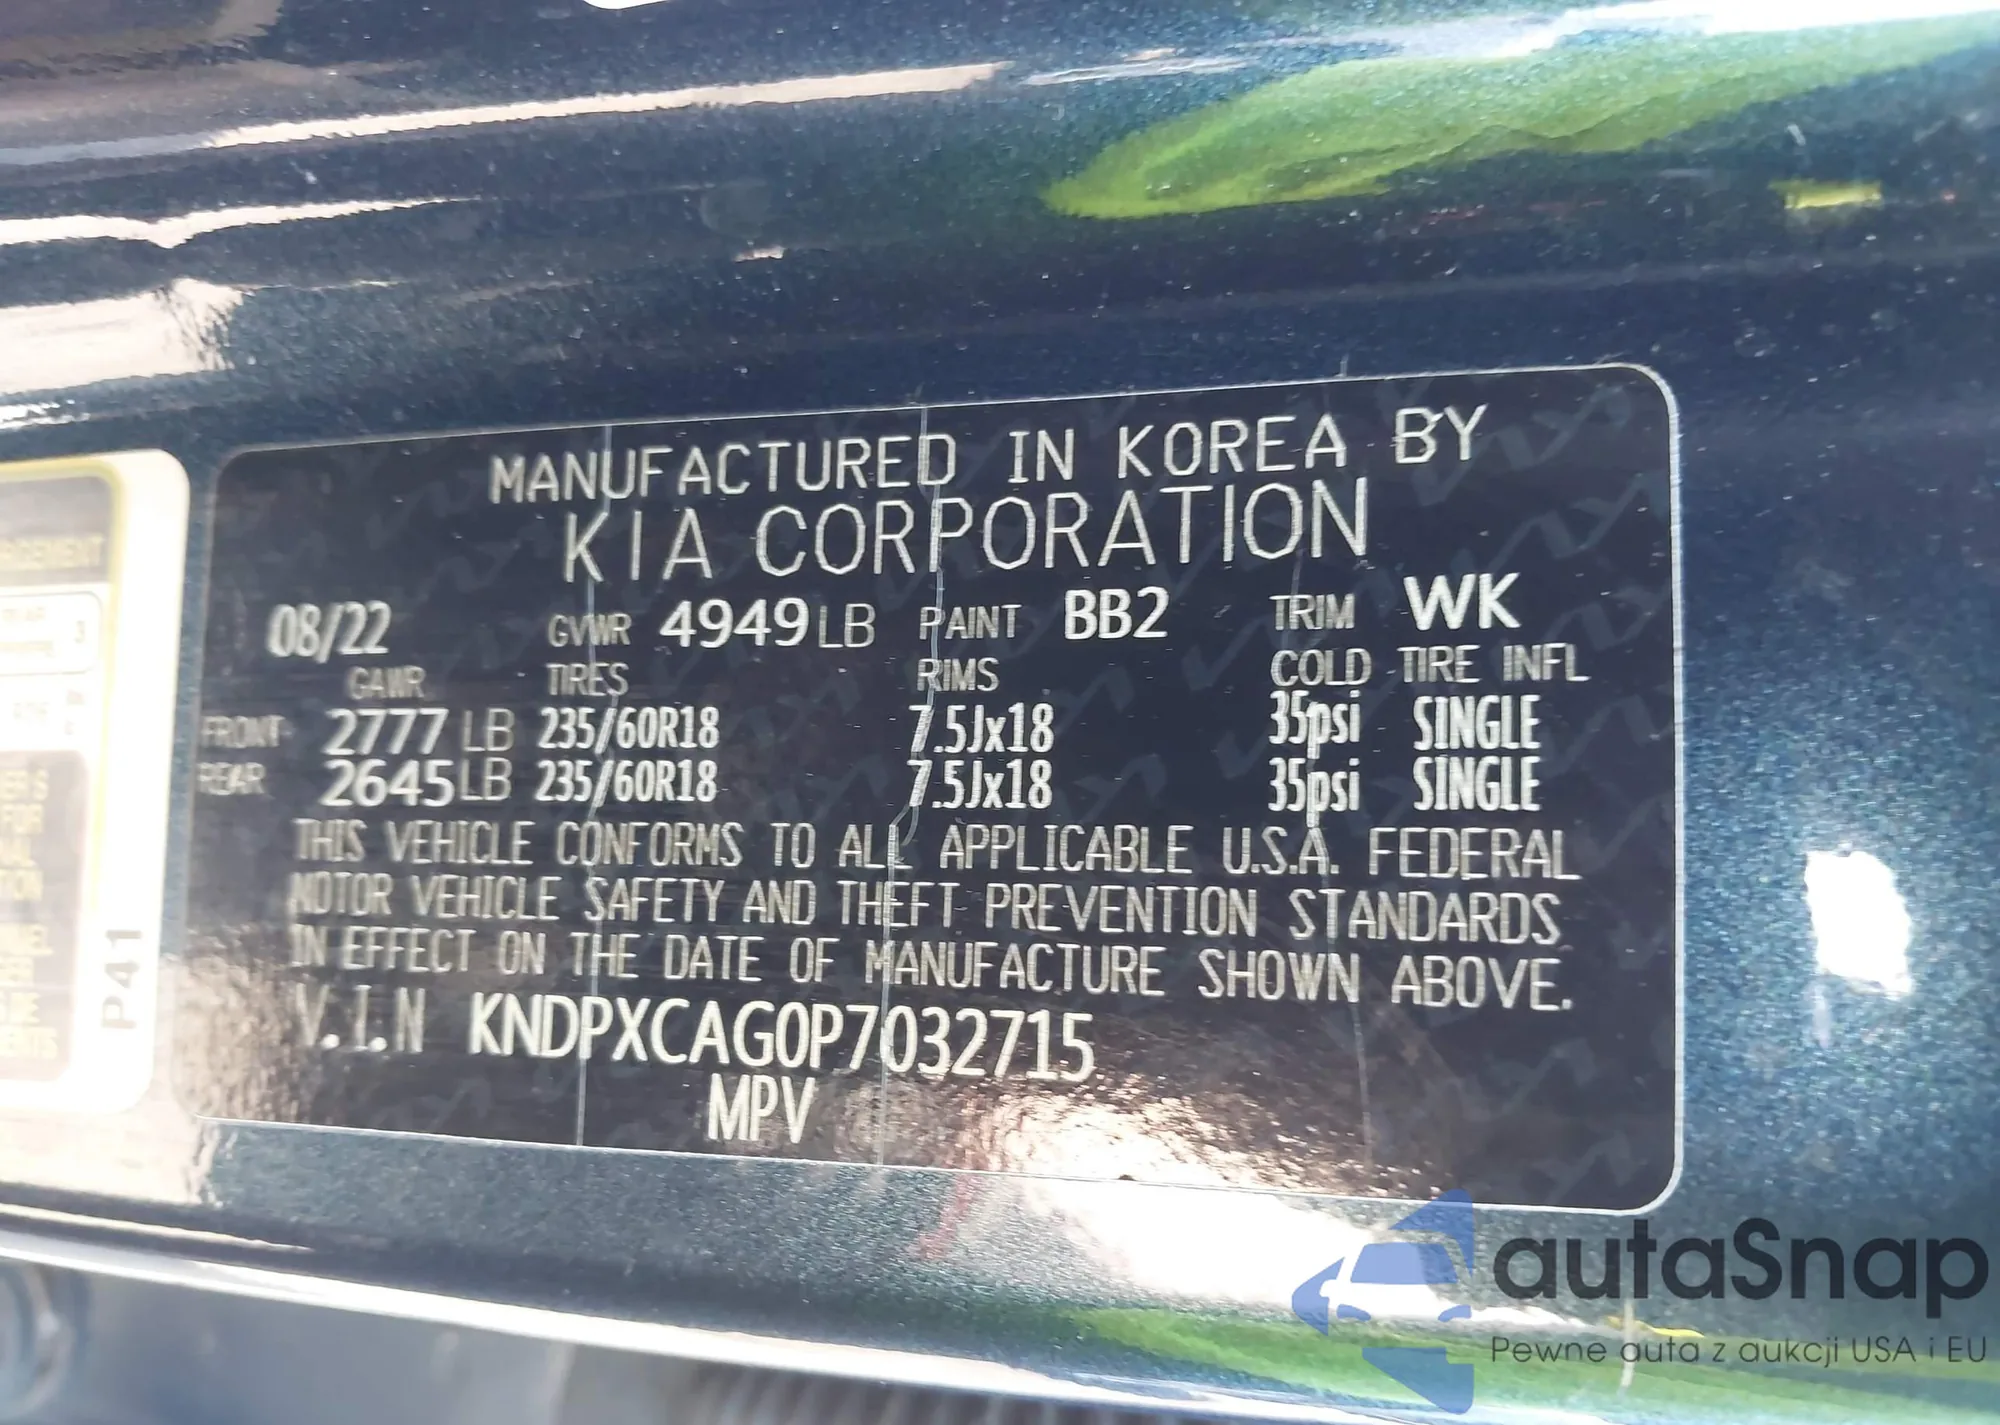 MANUFACTURED IN KOREA BY
KIA CORPORATION
08/22 GVWR 4949 LB PAINT BB2 TRIM WK
GAWR TIRES RIMS COLD TIRE INFL
FRONT 2777 LB 235/60R18 7.5Jx18 35psi SINGLE
REAR 2645 LB 235/60R18 7.5Jx18 35psi SINGLE
THIS VEHICLE CONFORMS TO ALL APPLICABLE U.S.A. FEDERAL
MOTOR VEHICLE SAFETY AND THEFT PREVENTION STANDARDS
IN EFFECT ON THE DATE OF MANUFACTURE SHOWN ABOVE.
V.I.N KNDPXCAG0P7032715
MPV
P41
autaSnap
Pewne auta z aukcji USA i EU